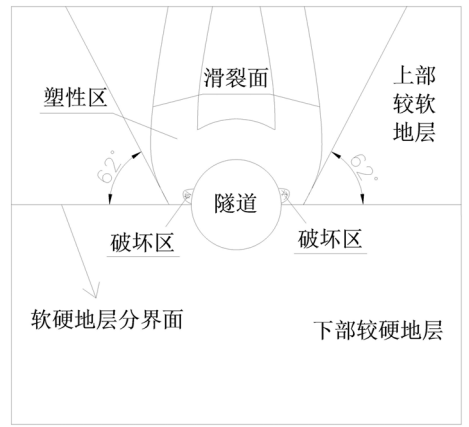 滑裂面
上部
较软
地层
塑性区
62°
62°
隧道
破坏区
破坏区
软硬地层分界面
下部较硬地层